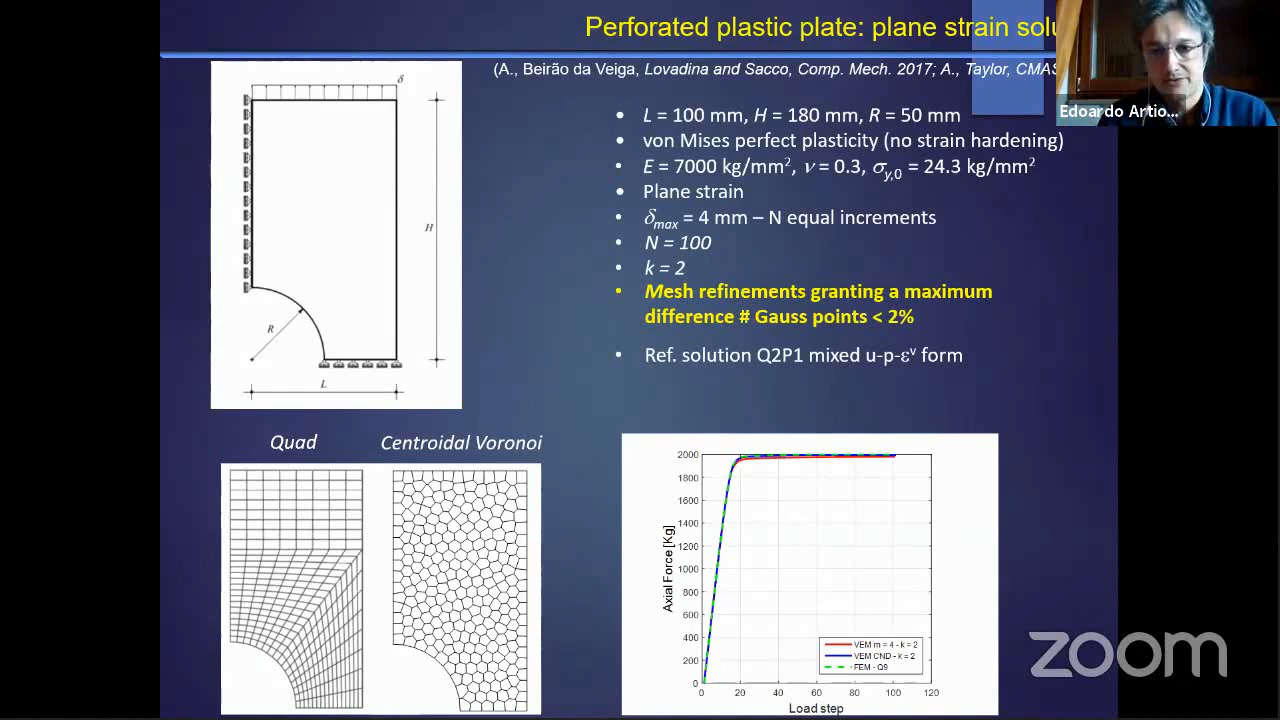 Perforated plastic plate: plane strain solu
(A., Beirão da Veiga, Lovadina and Sacco, Comp. Mech. 2017; A., Taylor, CMAS
Edoardo Artio...
δ
H
R
L
• L = 100 mm, H = 180 mm, R = 50 mm
• von Mises perfect plasticity (no strain hardening)
• E = 7000 kg/mm², ν = 0.3, σy,0 = 24.3 kg/mm²
• Plane strain
• δmax = 4 mm – N equal increments
• N = 100
• k = 2
• Mesh refinements granting a maximum
difference # Gauss points < 2%
• Ref. solution Q2P1 mixed u-p-εᵛ form
Quad
Centroidal Voronoi
2000
1800
1600
1400
1200
1000
800
600
400
200
0
Axial Force [Kg]
VEM m = 4 - k = 2
VEM CND - k = 2
FEM - Q9
0 20 40 60 80 100 120
Load step
zoom